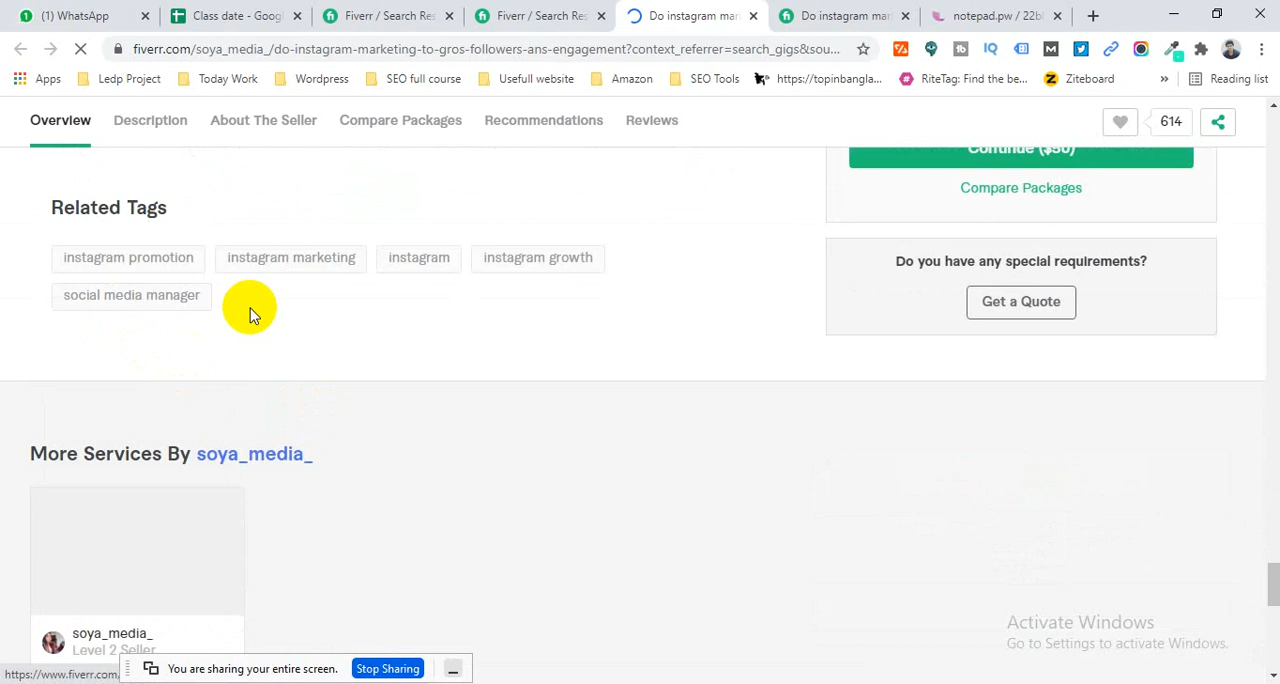 (1) WhatsApp
Class date - Googl
Fiverr / Search Res
Fiverr / Search Res
Do instagram mar
Do instagram mar
notepad.pw / 22bl
fiverr.com/soya_media_/do-instagram-marketing-to-gros-followers-ans-engagement?context_referrer=search_gigs&sou...
Apps
Ledp Project
Today Work
Wordpress
SEO full course
Usefull website
Amazon
SEO Tools
https://topinbangla...
RiteTag: Find the be...
Ziteboard
»
Reading list
Overview
Description
About The Seller
Compare Packages
Recommendations
Reviews
614
Continue ($50)
Compare Packages
Related Tags
instagram promotion
instagram marketing
instagram
instagram growth
Do you have any special requirements?
social media manager
Get a Quote
More Services By soya_media_
Activate Windows
Go to Settings to activate Windows.
soya_media_
Level 2 Seller
You are sharing your entire screen.
Stop Sharing
https://www.fiverr.com/